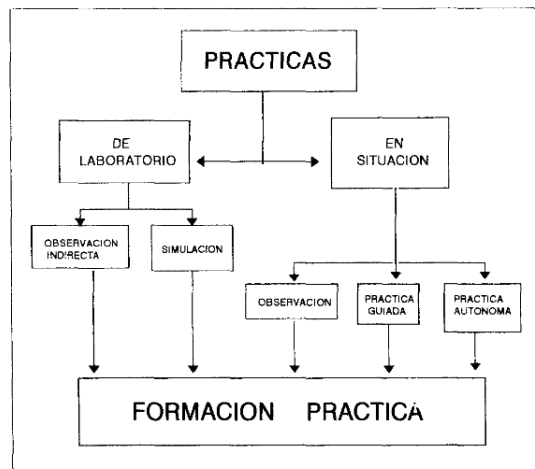 PRACTICAS
DE
LABORATORIO
EN
SITUACION
OBSERVACION
INDIRECTA
SIMULACION
OBSERVACION
PRACTICA
GUIADA
PRACTICA
AUTONOMA
FORMACION PRACTICA